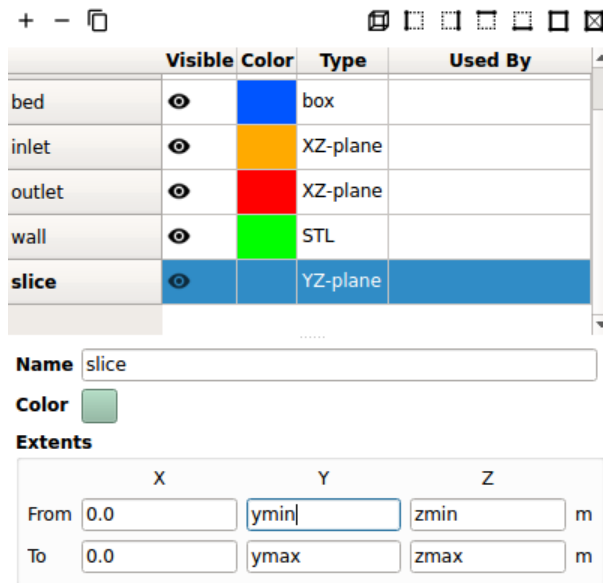 Visible Color Type Used By
bed box
inlet XZ-plane
outlet XZ-plane
wall STL
slice YZ-plane
Name slice
Color
Extents
X Y Z
From 0.0 ymin zmin m
To 0.0 ymax zmax m